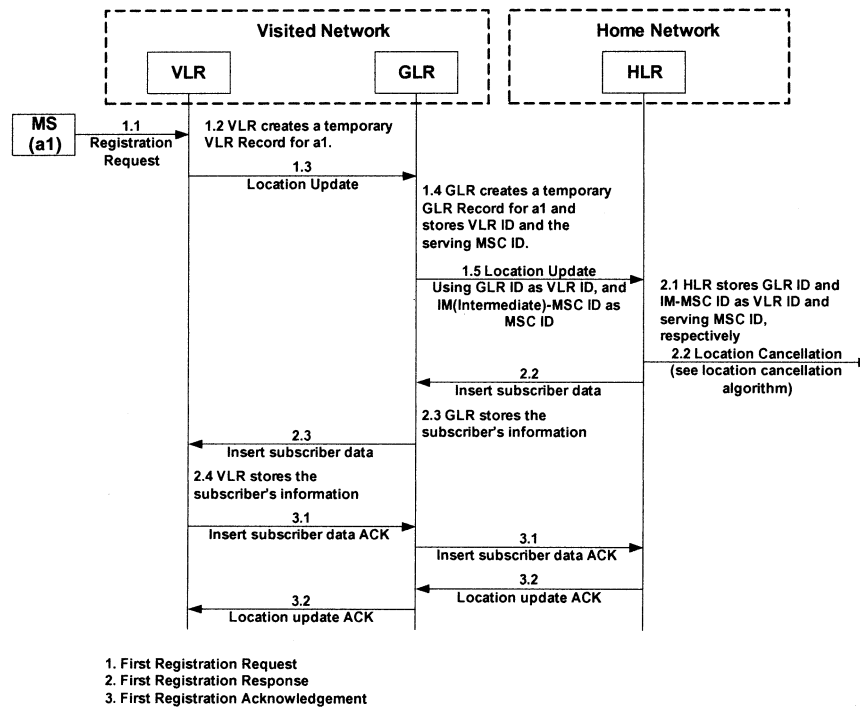 Visited Network
Home Network
VLR
GLR
HLR
MS
(a1)
1.1
Registration
Request
1.2 VLR creates a temporary
VLR Record for a1.
1.3
Location Update
1.4 GLR creates a temporary
GLR Record for a1 and
stores VLR ID and the
serving MSC ID.
1.5 Location Update
Using GLR ID as VLR ID, and
IM(Intermediate)-MSC ID as
MSC ID
2.1 HLR stores GLR ID and
IM-MSC ID as VLR ID and
serving MSC ID,
respectively
2.2 Location Cancellation
(see location cancellation
algorithm)
2.2
Insert subscriber data
2.3 GLR stores the
subscriber's information
2.3
Insert subscriber data
2.4 VLR stores the
subscriber's information
3.1
Insert subscriber data ACK
3.1
Insert subscriber data ACK
3.2
Location update ACK
3.2
Location update ACK
1. First Registration Request
2. First Registration Response
3. First Registration Acknowledgement